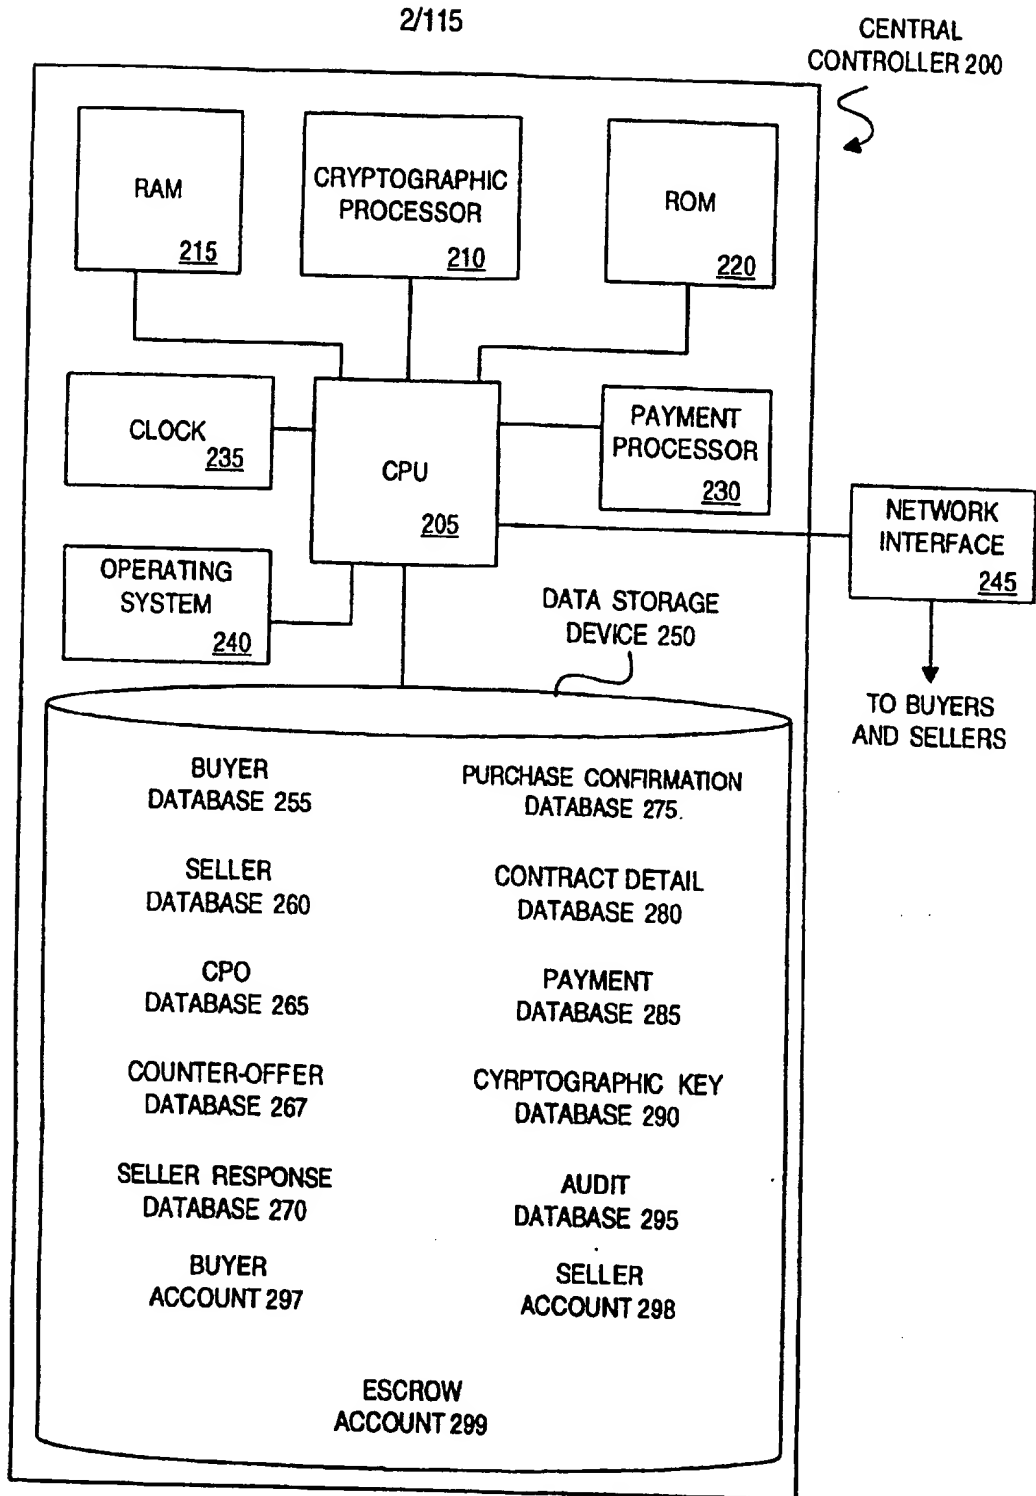 2/115
CENTRAL
CONTROLLER 200
RAM
215
CRYPTOGRAPHIC
PROCESSOR
210
ROM
220
CLOCK
235
CPU
205
PAYMENT
PROCESSOR
230
NETWORK
INTERFACE
245
OPERATING
SYSTEM
240
DATA STORAGE
DEVICE 250
TO BUYERS
AND SELLERS
BUYER
DATABASE 255
PURCHASE CONFIRMATION
DATABASE 275.
SELLER
DATABASE 260
CONTRACT DETAIL
DATABASE 280
CPO
DATABASE 265
PAYMENT
DATABASE 285
COUNTER-OFFER
DATABASE 267
CYRPTOGRAPHIC KEY
DATABASE 290
SELLER RESPONSE
DATABASE 270
AUDIT
DATABASE 295
BUYER
ACCOUNT 297
SELLER
ACCOUNT 298
ESCROW
ACCOUNT 299